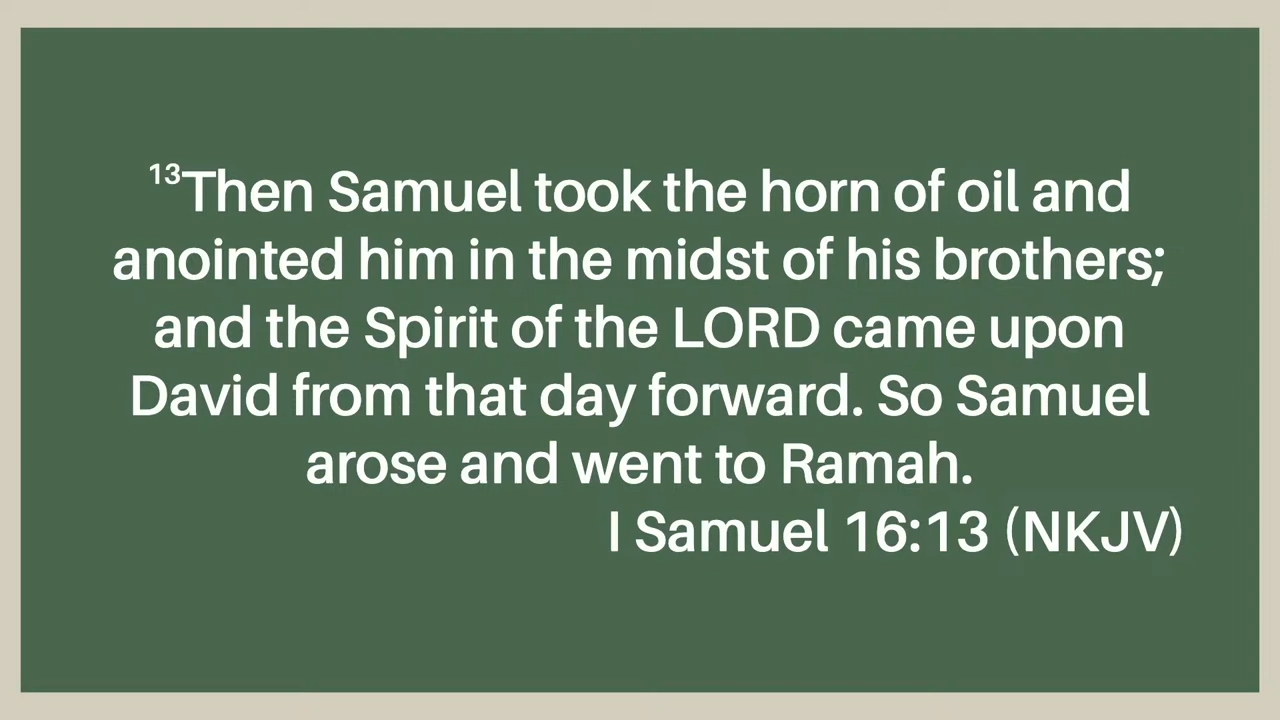 ¹³Then Samuel took the horn of oil and
anointed him in the midst of his brothers;
and the Spirit of the LORD came upon
David from that day forward. So Samuel
arose and went to Ramah.
I Samuel 16:13 (NKJV)